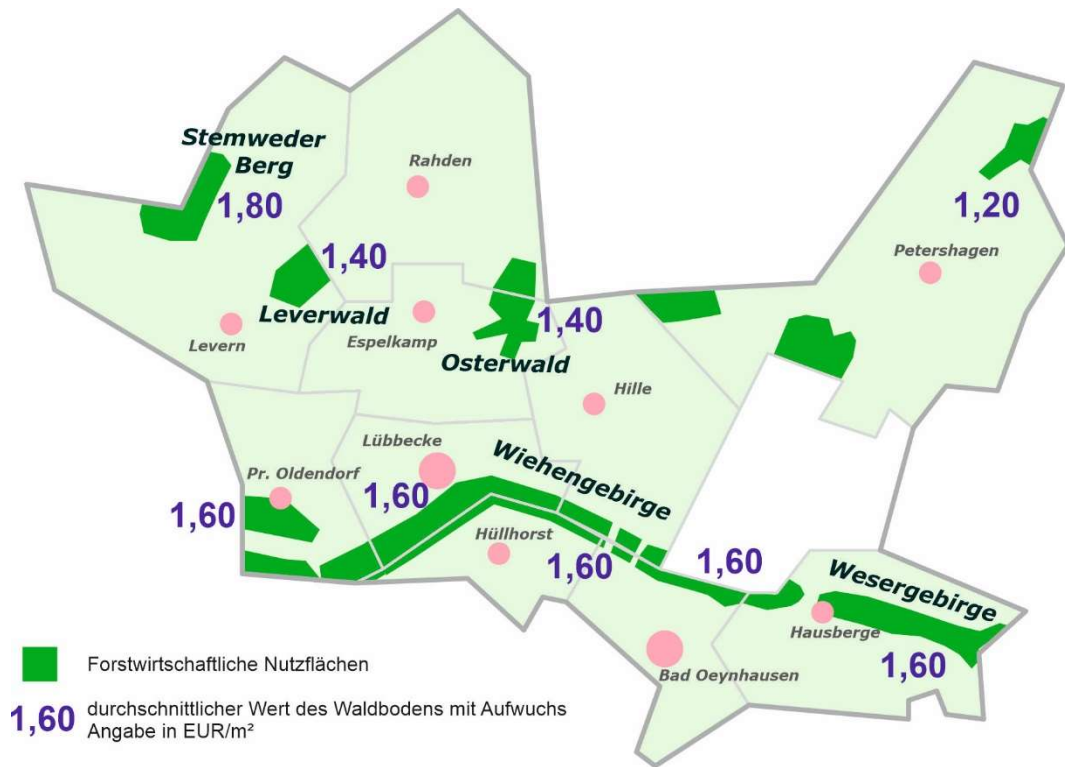 Stemweder
Berg
1,80
Rahden
1,20
Petershagen
1,40
Leverwald
Levern
Espelkamp
1,40
Osterwald
Hille
Lübbecke
Wiehengebirge
Pr. Oldendorf
1,60
1,60
Hüllhorst
1,60
1,60
Wesergebirge
Hausberge
1,60
Bad Oeynhausen
Forstwirtschaftliche Nutzflächen
1,60 durchschnittlicher Wert des Waldbodens mit Aufwuchs
Angabe in EUR/m²